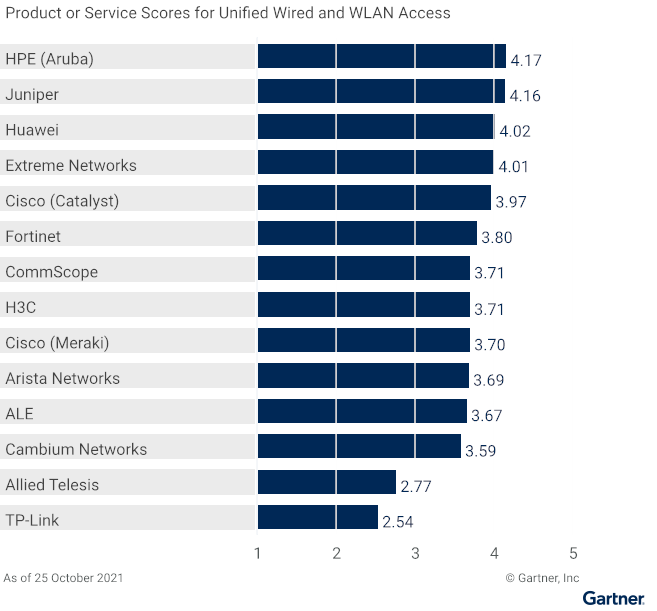 Product or Service Scores for Unified Wired and WLAN Access
HPE (Aruba) 4.17
Juniper 4.16
Huawei 4.02
Extreme Networks 4.01
Cisco (Catalyst) 3.97
Fortinet 3.80
CommScope 3.71
H3C 3.71
Cisco (Meraki) 3.70
Arista Networks 3.69
ALE 3.67
Cambium Networks 3.59
Allied Telesis 2.77
TP-Link 2.54
1 2 3 4 5
As of 25 October 2021 © Gartner, Inc
Gartner.